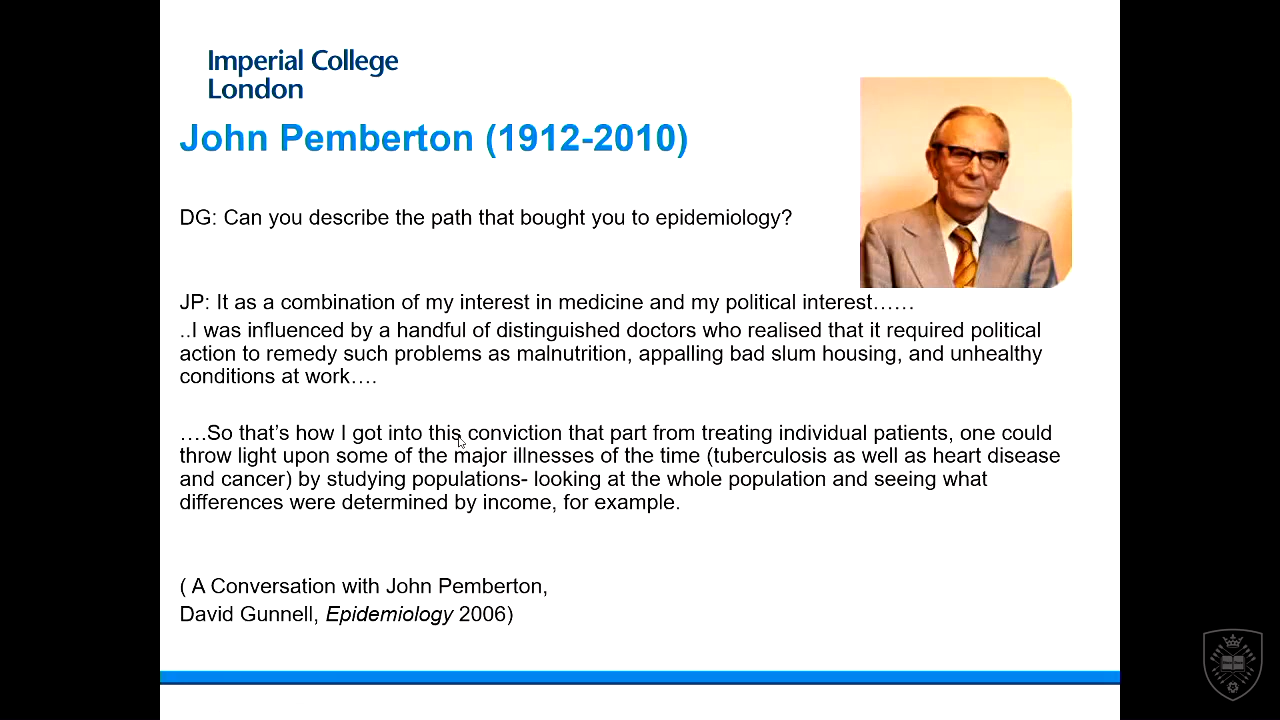 Imperial College
London
John Pemberton (1912-2010)
DG: Can you describe the path that bought you to epidemiology?
JP: It as a combination of my interest in medicine and my political interest……
..I was influenced by a handful of distinguished doctors who realised that it required political
action to remedy such problems as malnutrition, appalling bad slum housing, and unhealthy
conditions at work….
….So that’s how I got into this conviction that part from treating individual patients, one could
throw light upon some of the major illnesses of the time (tuberculosis as well as heart disease
and cancer) by studying populations- looking at the whole population and seeing what
differences were determined by income, for example.
( A Conversation with John Pemberton,
David Gunnell, Epidemiology 2006)